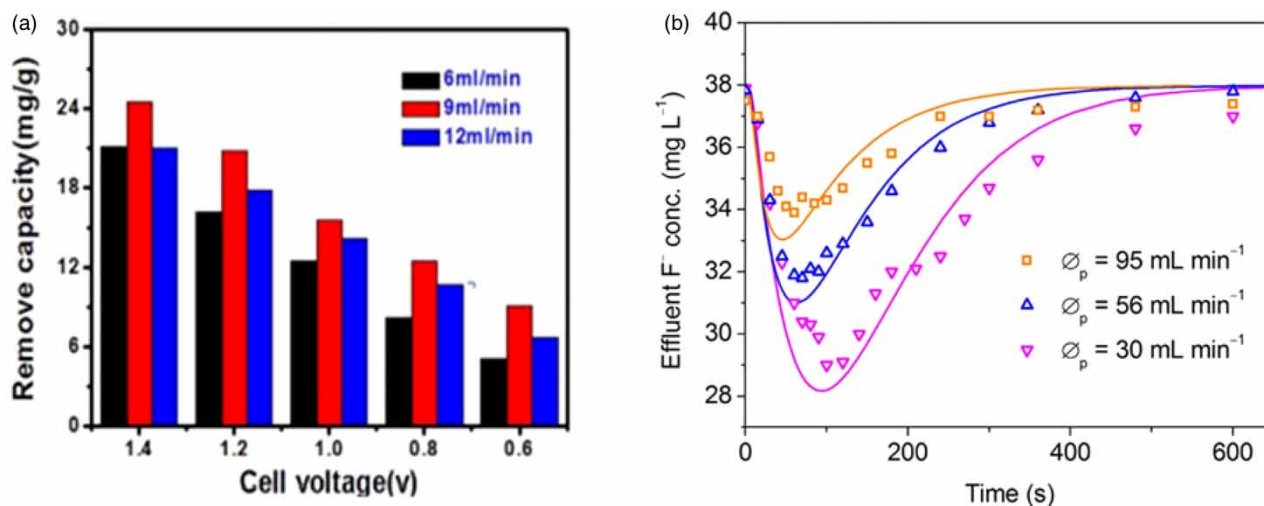 (a)
Remove capacity(mg/g)
30
24
18
12
6
0
6ml/min
9ml/min
12ml/min
1.4 1.2 1.0 0.8 0.6
Cell voltage(v)
(b)
Effluent F⁻ conc. (mg L⁻¹)
40
38
36
34
32
30
28
∅p = 95 mL min⁻¹
∅p = 56 mL min⁻¹
∅p = 30 mL min⁻¹
0 200 400 600
Time (s)